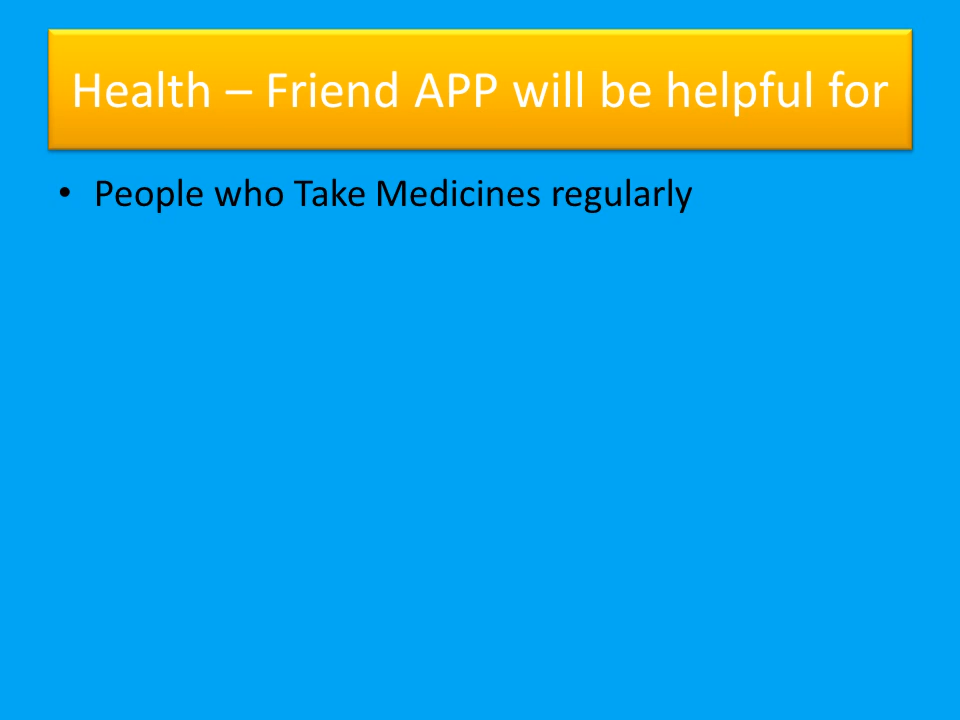 Health – Friend APP will be helpful for
• People who Take Medicines regularly